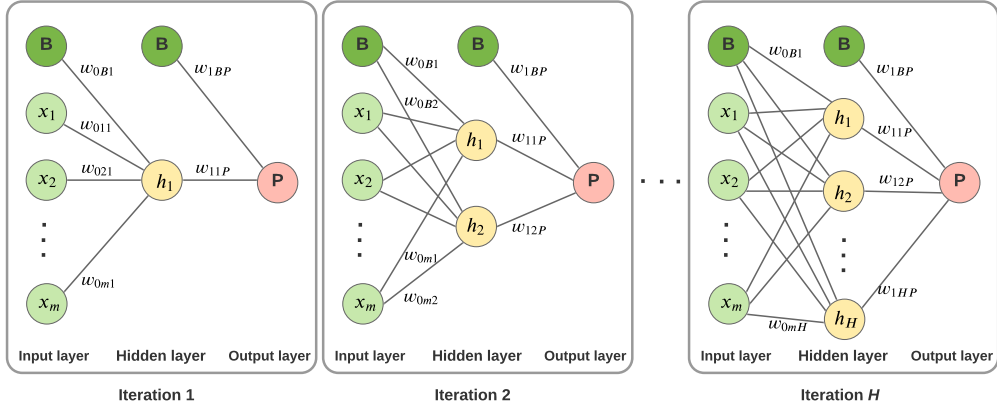 B
B
w0B1
w1BP
x1
w011
x2
w021
h1
w11P
P
w0m1
xm
Input layer
Hidden layer
Output layer
Iteration 1
B
B
w0B1
w1BP
w0B2
x1
h1
w11P
x2
P
h2
w12P
w0m1
xm
w0m2
Input layer
Hidden layer
Output layer
Iteration 2
B
B
w0B1
w1BP
x1
h1
w11P
x2
h2
w12P
P
w1HP
xm
w0mH
hH
Input layer
Hidden layer
Output layer
Iteration H